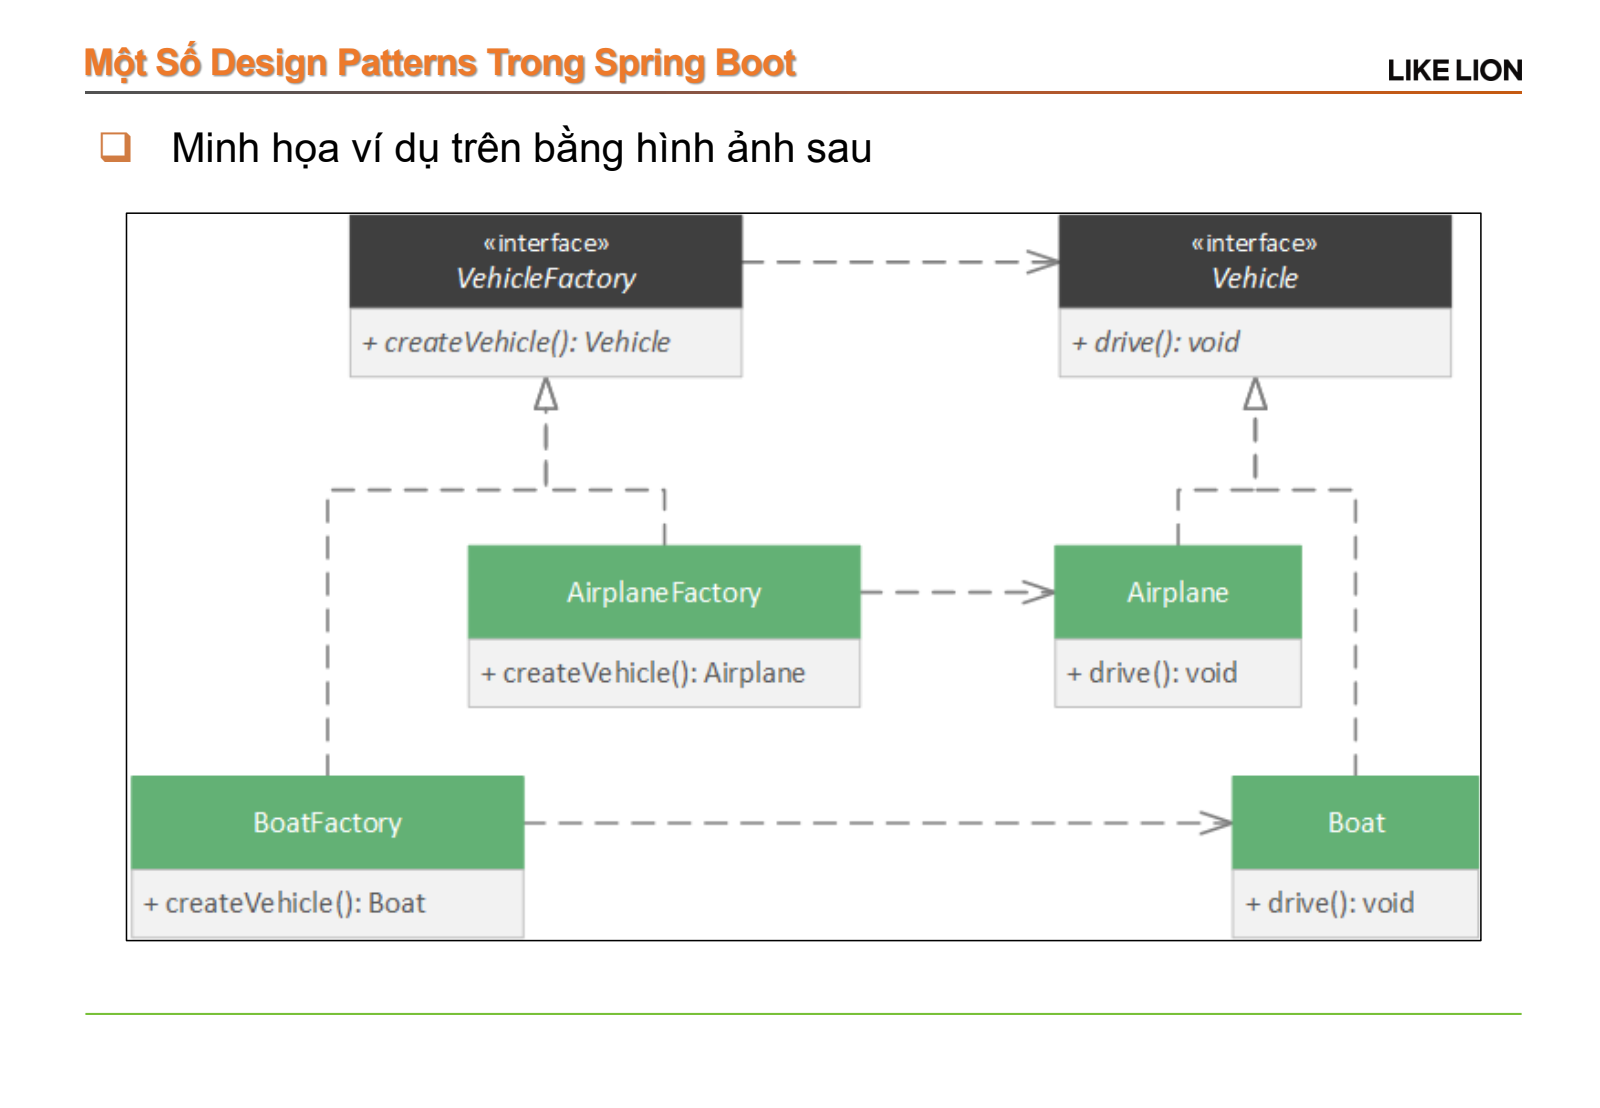 Một Số Design Patterns Trong Spring Boot
LIKE LION
Minh họa ví dụ trên bằng hình ảnh sau
«interface»
VehicleFactory
+ createVehicle(): Vehicle
«interface»
Vehicle
+ drive(): void
AirplaneFactory
+ createVehicle(): Airplane
Airplane
+ drive(): void
BoatFactory
+ createVehicle(): Boat
Boat
+ drive(): void